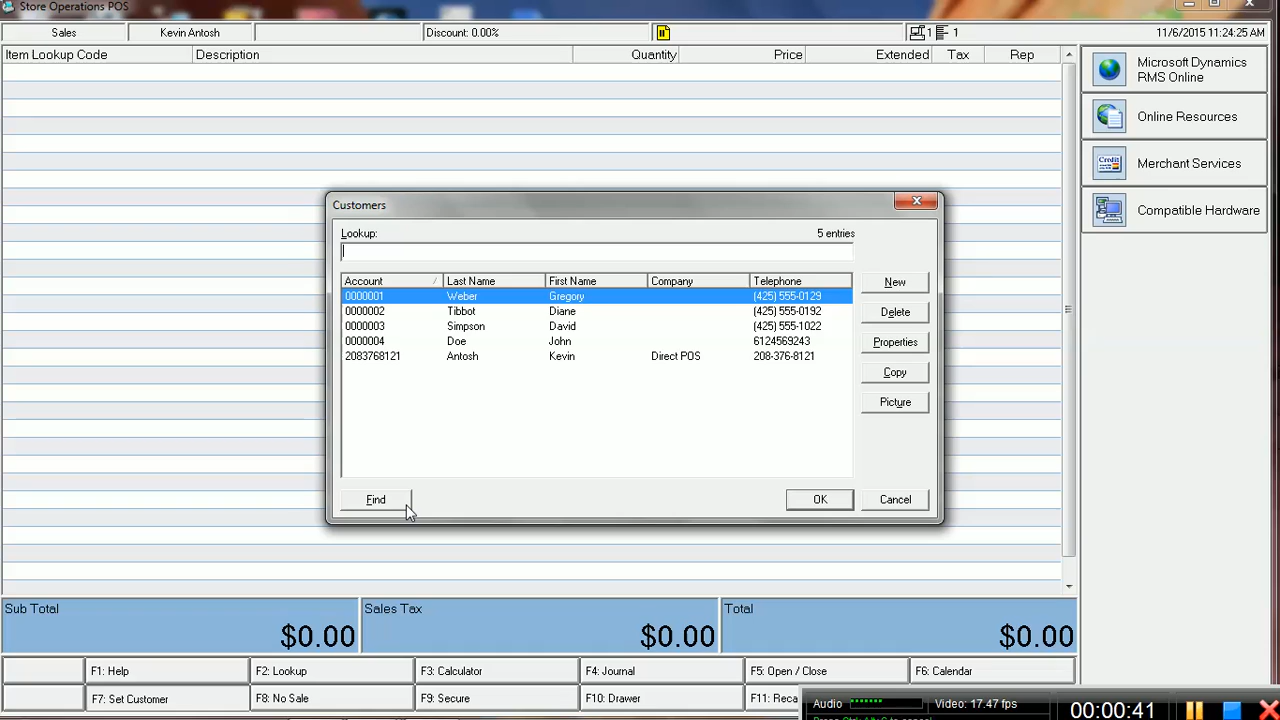 Store Operations POS
Sales Kevin Antosh Discount: 0.00% 1 1 11/6/2015 11:24:25 AM
Item Lookup Code Description Quantity Price Extended Tax Rep
Microsoft Dynamics
RMS Online
Online Resources
Credit
Merchant Services
Compatible Hardware
Customers
Lookup: 5 entries
Account Last Name First Name Company Telephone
0000001 Weber Gregory (425) 555-0129
0000002 Tibbot Diane (425) 555-0192
0000003 Simpson David (425) 555-1022
0000004 Doe John 6124569243
2083768121 Antosh Kevin Direct POS 208-376-8121
New
Delete
Properties
Copy
Picture
Find OK Cancel
Sub Total Sales Tax Total
$0.00 $0.00 $0.00
F1: Help F2: Lookup F3: Calculator F4: Journal F5: Open / Close F6: Calendar
F7: Set Customer F8: No Sale F9: Secure F10: Drawer F11: Reca
Audio Video: 17.47 fps 00:00:41